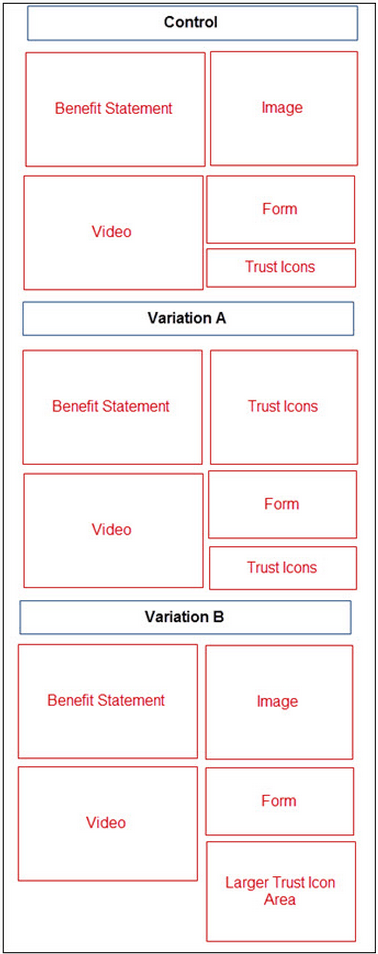 Control
Benefit Statement
Image
Video
Form
Trust Icons
Variation A
Benefit Statement
Trust Icons
Video
Form
Trust Icons
Variation B
Benefit Statement
Image
Video
Form
Larger Trust Icon
Area